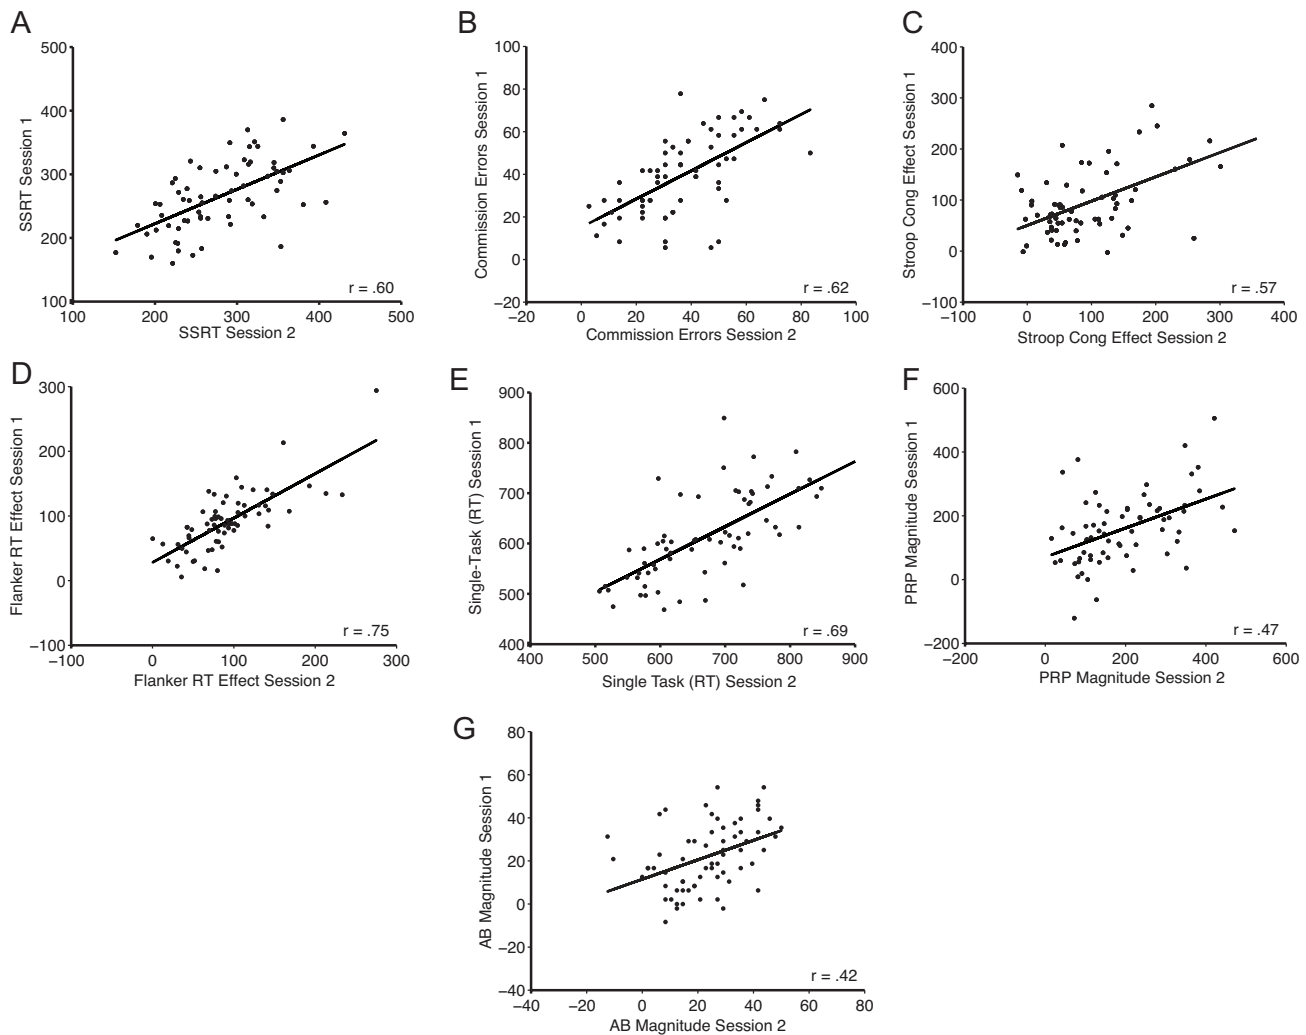 A
500
400
300
200
100
SSRT Session 1
r = .60
100 200 300 400 500
SSRT Session 2
B
100
80
60
40
20
0
−20
Commission Errors Session 1
r = .62
−20 0 20 40 60 80 100
Commission Errors Session 2
C
400
300
200
100
0
−100
Stroop Cong Effect Session 1
r = .57
−100 0 100 200 300 400
Stroop Cong Effect Session 2
D
300
200
100
0
−100
Flanker RT Effect Session 1
r = .75
−100 0 100 200 300
Flanker RT Effect Session 2
E
900
800
700
600
500
400
Single-Task (RT) Session 1
r = .69
400 500 600 700 800 900
Single Task (RT) Session 2
F
600
400
200
0
−200
PRP Magnitude Session 1
r = .47
−200 0 200 400 600
PRP Magnitude Session 2
G
80
60
40
20
0
−20
−40
AB Magnitude Session 1
r = .42
−40 −20 0 20 40 60 80
AB Magnitude Session 2